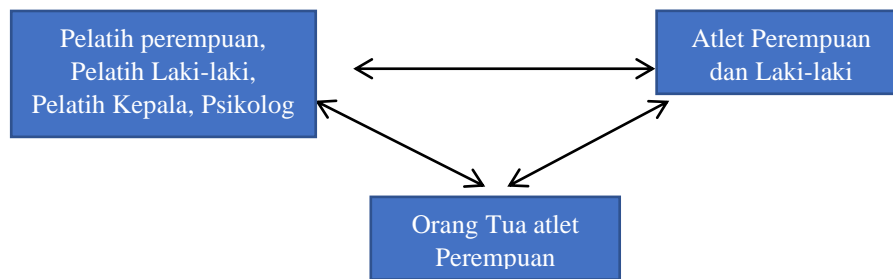 Pelatih perempuan,
Pelatih Laki-laki,
Pelatih Kepala, Psikolog
Atlet Perempuan
dan Laki-laki
Orang Tua atlet
Perempuan